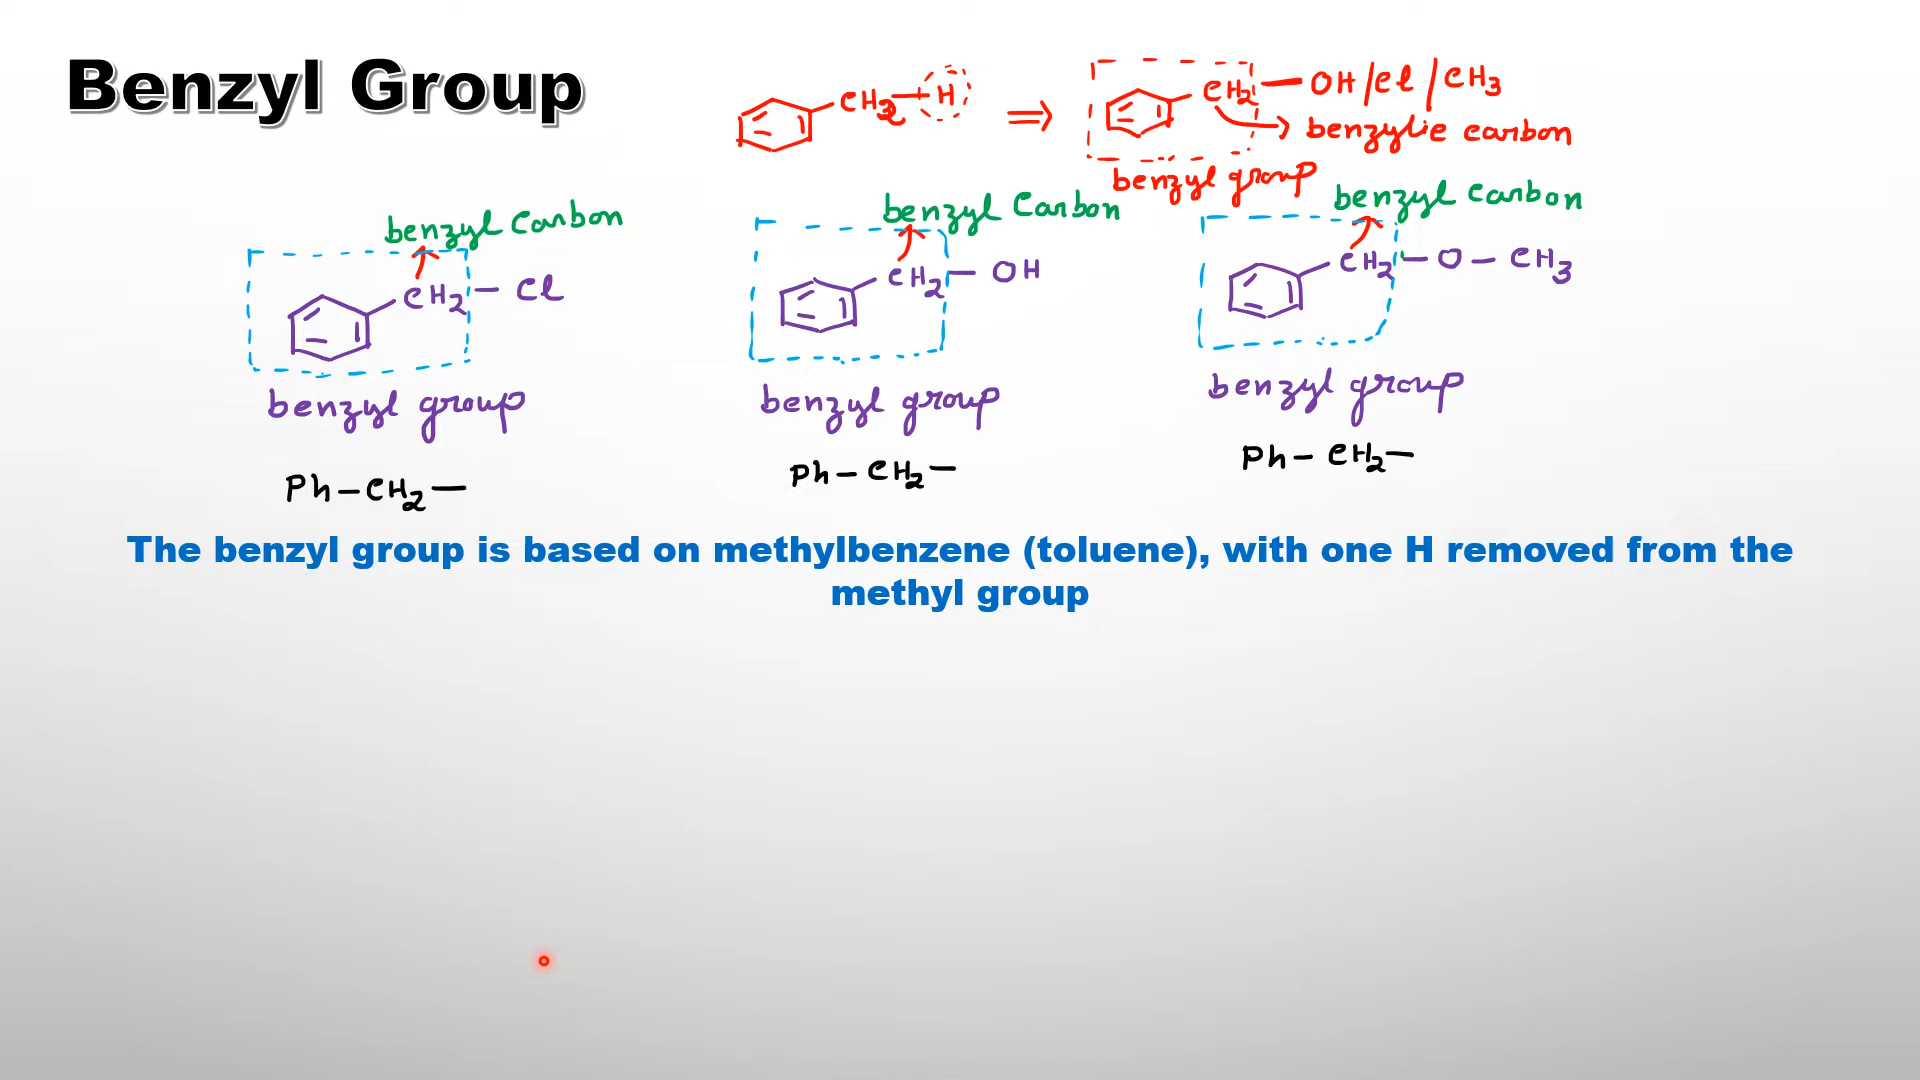 Benzyl Group
CH2 — H ⇒ CH2 — OH/Cl/CH3
benzylic carbon
benzyl group
benzyl Carbon
CH2 — Cl
benzyl group
Ph — CH2 —
benzyl Carbon
CH2 — OH
benzyl group
Ph — CH2 —
benzyl carbon
CH2 — O — CH3
benzyl group
Ph — CH2 —
The benzyl group is based on methylbenzene (toluene), with one H removed from the
methyl group